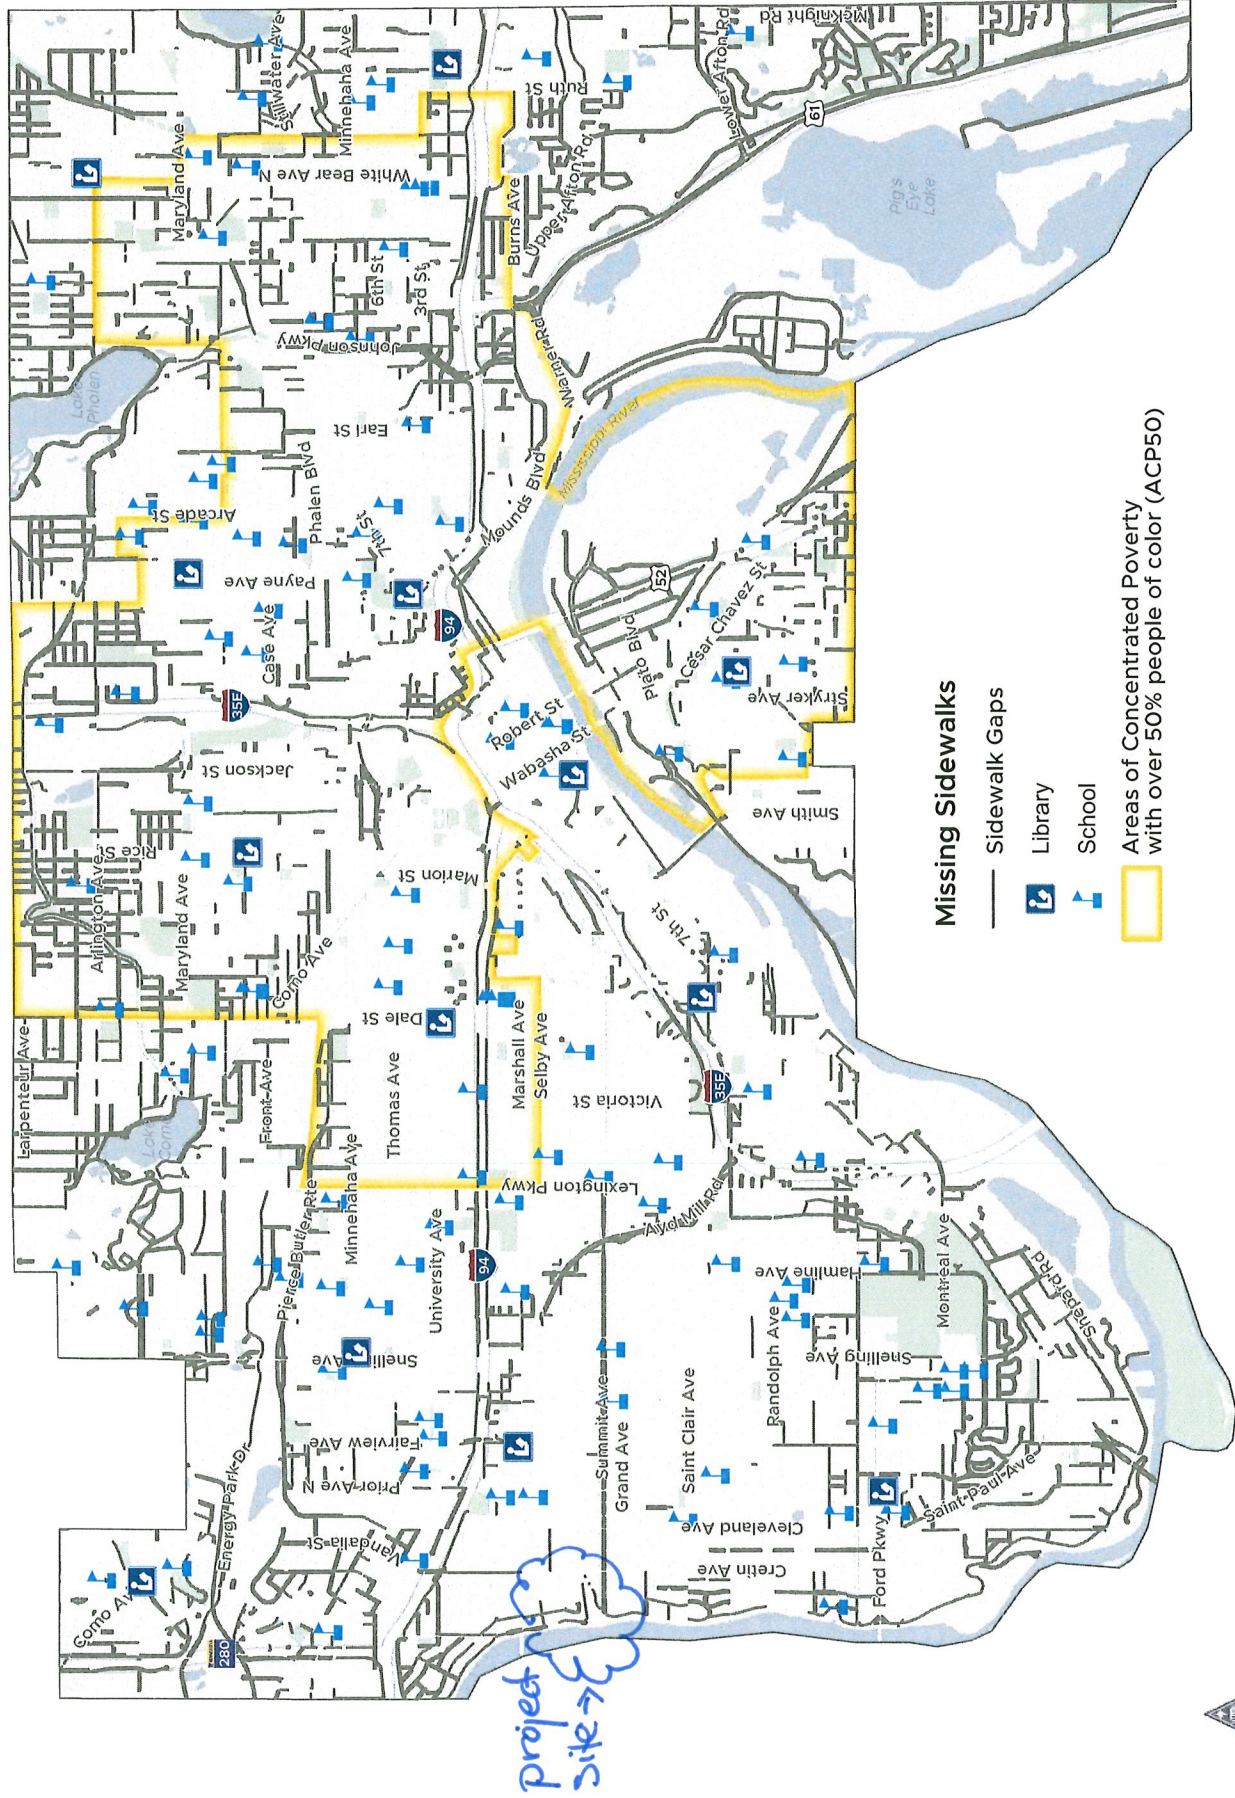 Missing Sidewalks
Sidewalk Gaps
Library
School
Areas of Concentrated Poverty
with over 50% people of color (ACP50)
project
site →
Como Ave
280
Energy Park Dr
Vandalia St
Prior Ave N
Fairview Ave
Pierce Butler Rte
Minnehaha Ave
University Ave
Thomas Ave
Front Ave
Larpenteur Ave
Lake
Como
Dale St
Como Ave
Maryland Ave
Arlington Ave
Rice St
Marion St
Jackson St
35E
Case Ave
Payne Ave
Phalen Blvd
Arcade St
7th St
Earl St
Lake
Phalen
Johnson Pkwy
6th St
3rd St
White Bear Ave N
Maryland Ave
Stillwater Ave
Minnehaha Ave
Ruth St
Burns Ave
Upper Afton Rd
Lower Afton Rd
McKnight Rd
61
Pig's
Eye
Lake
Warner Rd
Mississippi River
Mounds Blvd
94
Robert St
Wabasha St
Plato Blvd
52
César Chavez St
Stryker Ave
Smith Ave
7th St
35E
Marshall Ave
Selby Ave
Victoria St
Lexington Pkwy
94
Ayd Mill Rd
Summit Ave
Grand Ave
Saint Clair Ave
Randolph Ave
Hamline Ave
Snelling Ave
Montreal Ave
Shepard Rd
Saint Paul Ave
Ford Pkwy
Cleveland Ave
Cretin Ave